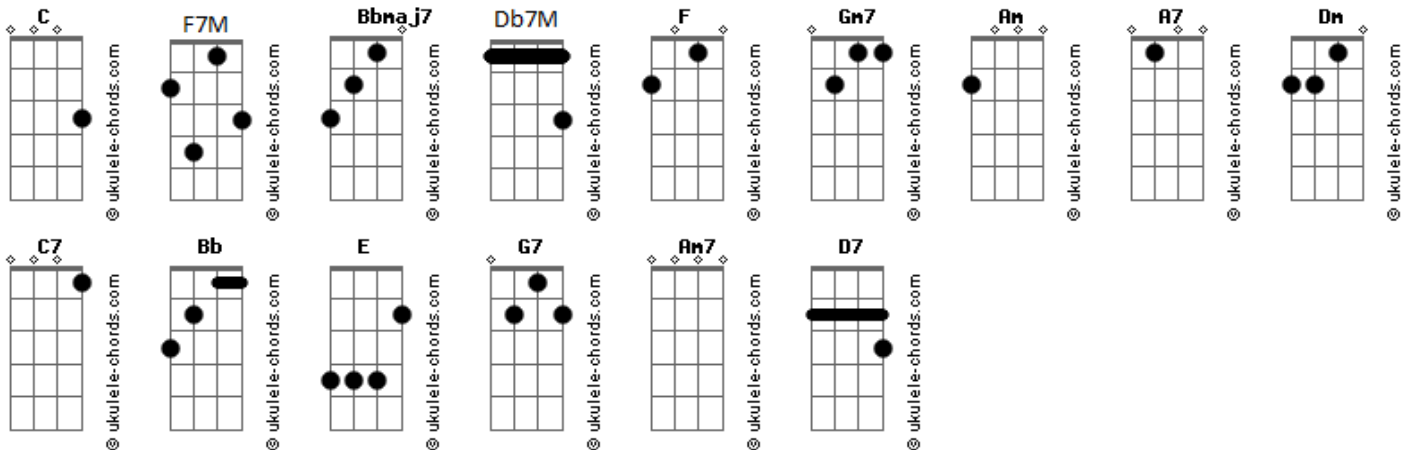 C F7M Bbmaj7 Db7M F Gm7 Am A7 Dm
© ukulele-chords.com © ukulele-chords.com © ukulele-chords.com © ukulele-chords.com © ukulele-chords.com © ukulele-chords.com © ukulele-chords.com © ukulele-chords.com © ukulele-chords.com
C7 Bb E G7 Am7 D7
© ukulele-chords.com © ukulele-chords.com © ukulele-chords.com © ukulele-chords.com © ukulele-chords.com © ukulele-chords.com